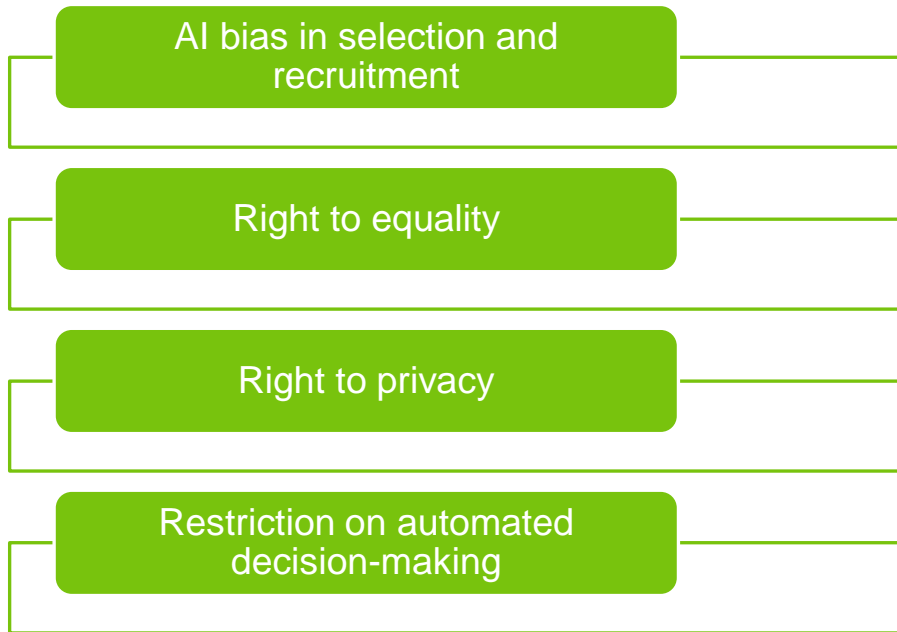 AI bias in selection and
recruitment
Right to equality
Right to privacy
Restriction on automated
decision-making